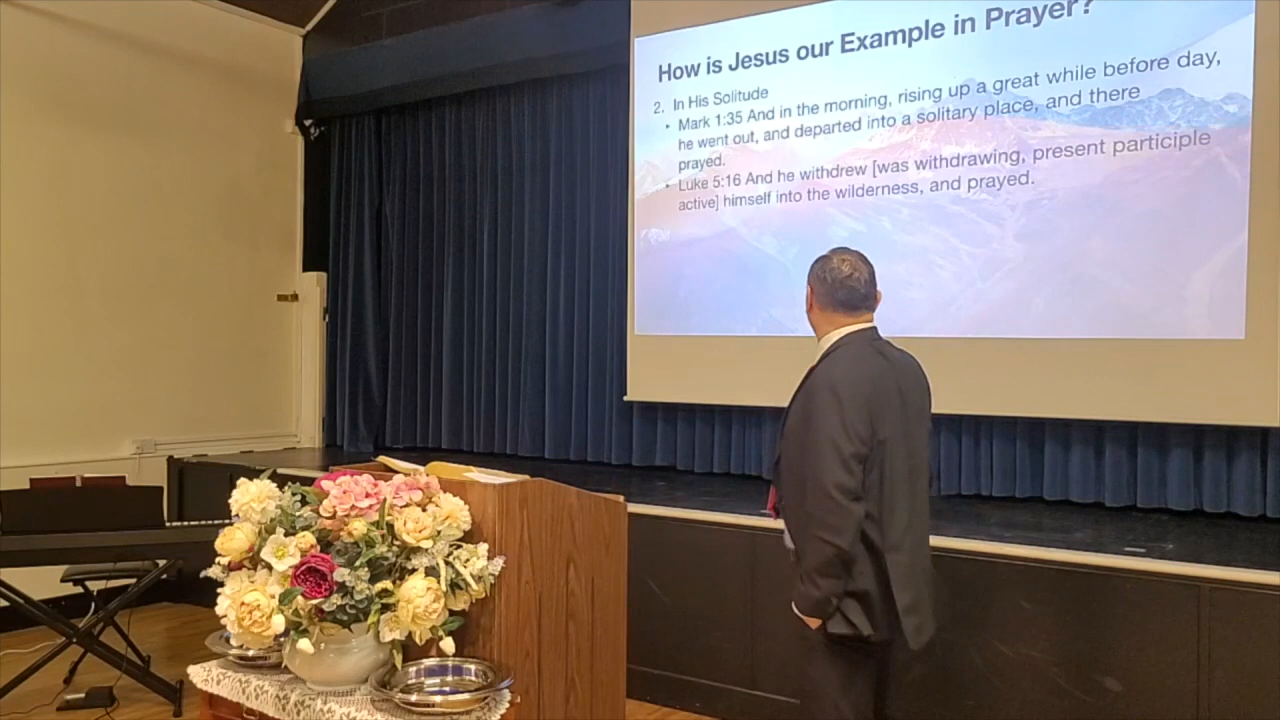 How is Jesus our Example in Prayer?
2. In His Solitude
• Mark 1:35 And in the morning, rising up a great while before day,
he went out, and departed into a solitary place, and there
prayed.
• Luke 5:16 And he withdrew [was withdrawing, present participle
active] himself into the wilderness, and prayed.